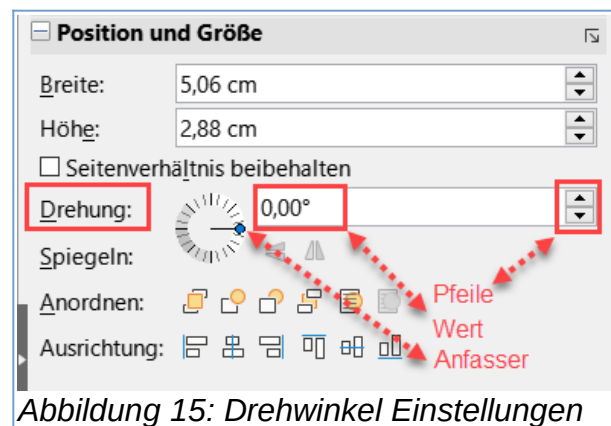 Position und Größe
Breite: 5,06 cm
Höhe: 2,88 cm
Seitenverhältnis beibehalten
Drehung: 0,00°
Spiegeln:
Anordnen:
Pfeile
Wert
Ausrichtung:
Anfasser
Abbildung 15: Drehwinkel Einstellungen